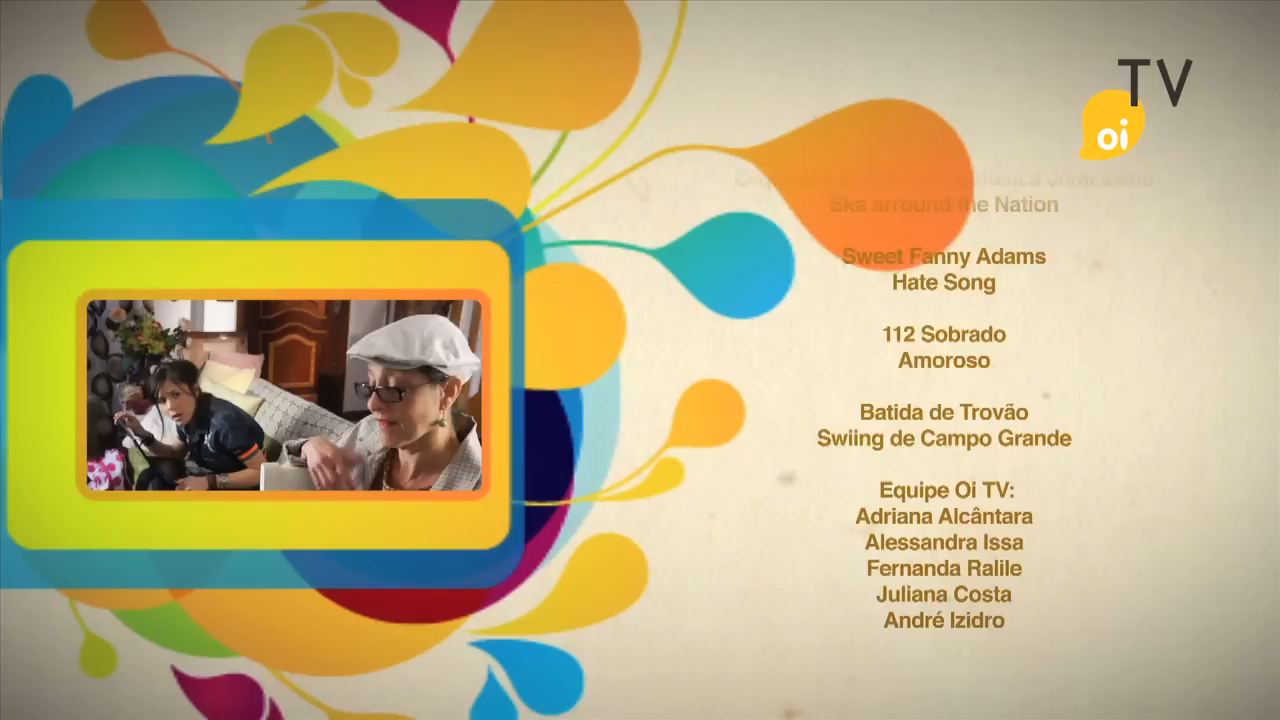 TV
oi
Ska arround the Nation
Sweet Fanny Adams
Hate Song
112 Sobrado
Amoroso
Batida de Trovão
Swiing de Campo Grande
Equipe Oi TV:
Adriana Alcântara
Alessandra Issa
Fernanda Ralile
Juliana Costa
André Izidro